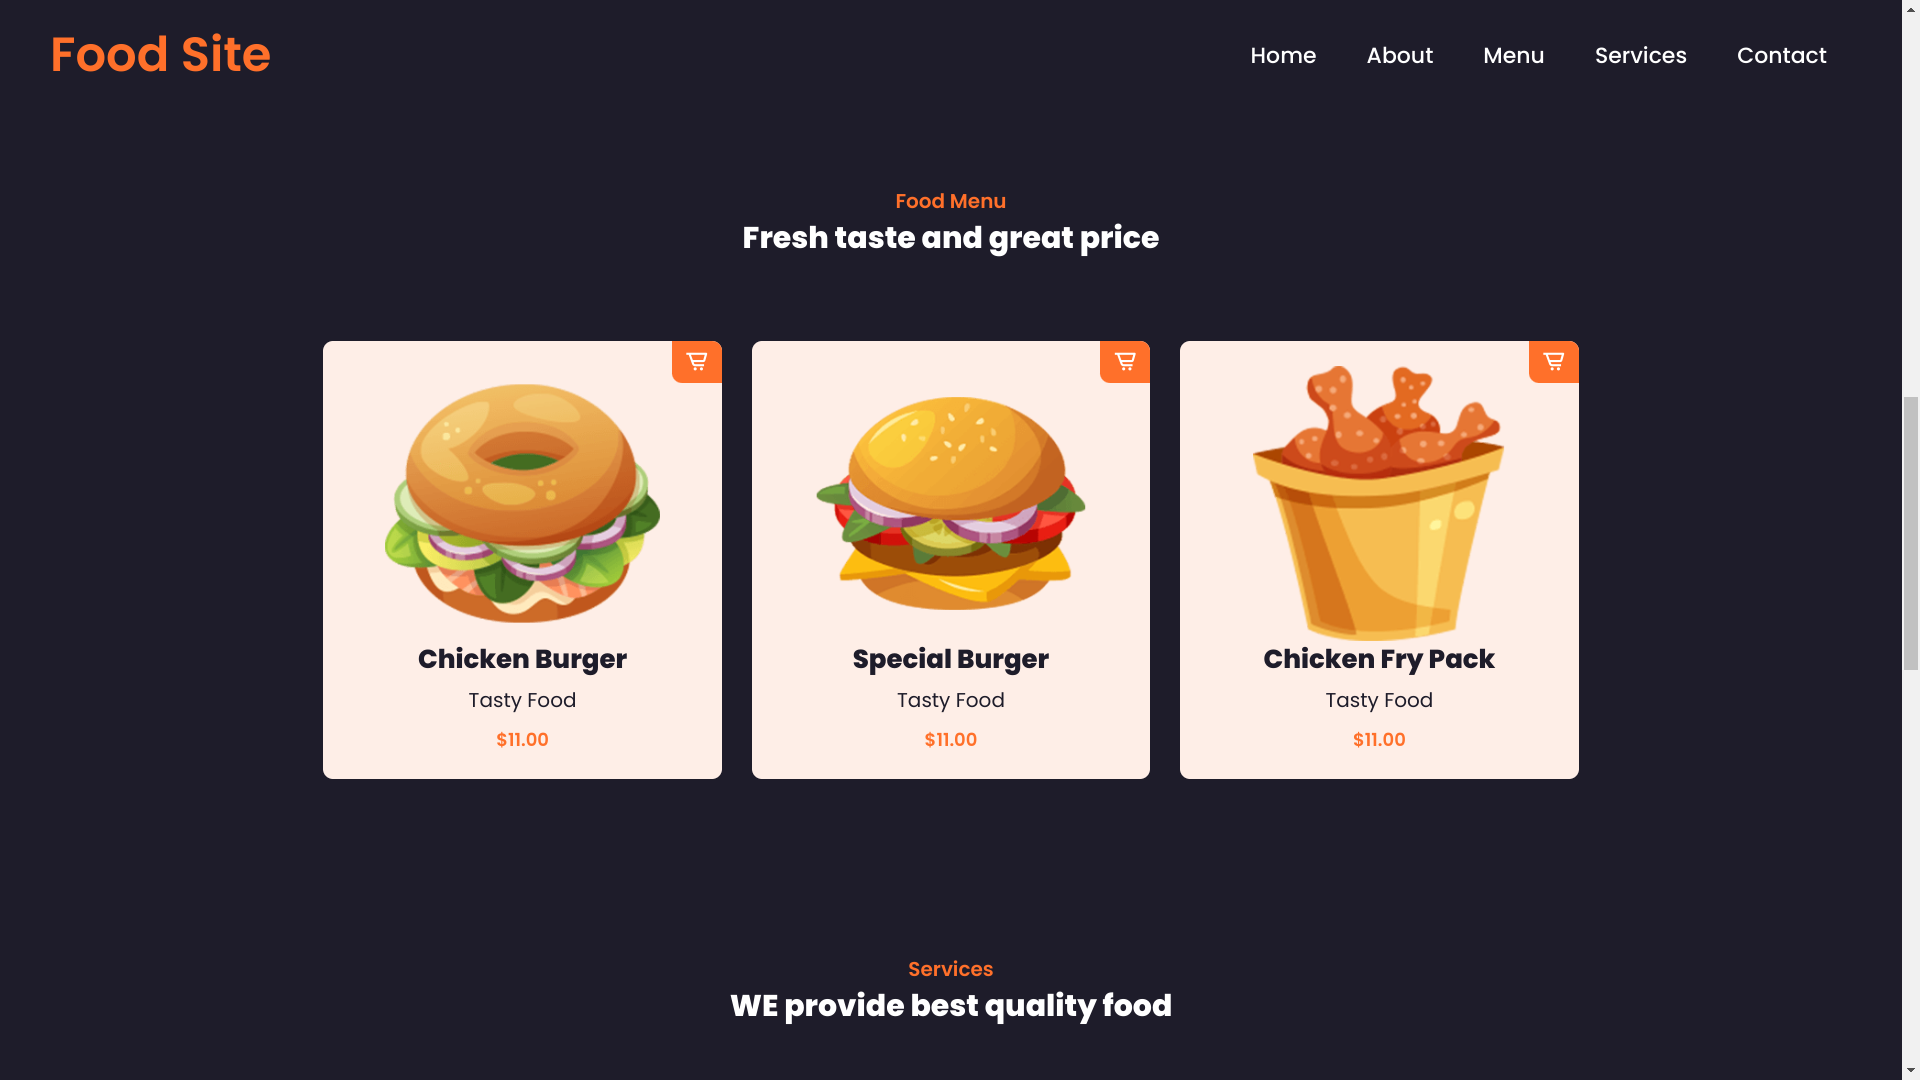 Food Site
Home About Menu Services Contact
Food Menu
Fresh taste and great price
Chicken Burger
Tasty Food
$11.00
Special Burger
Tasty Food
$11.00
Chicken Fry Pack
Tasty Food
$11.00
Services
WE provide best quality food